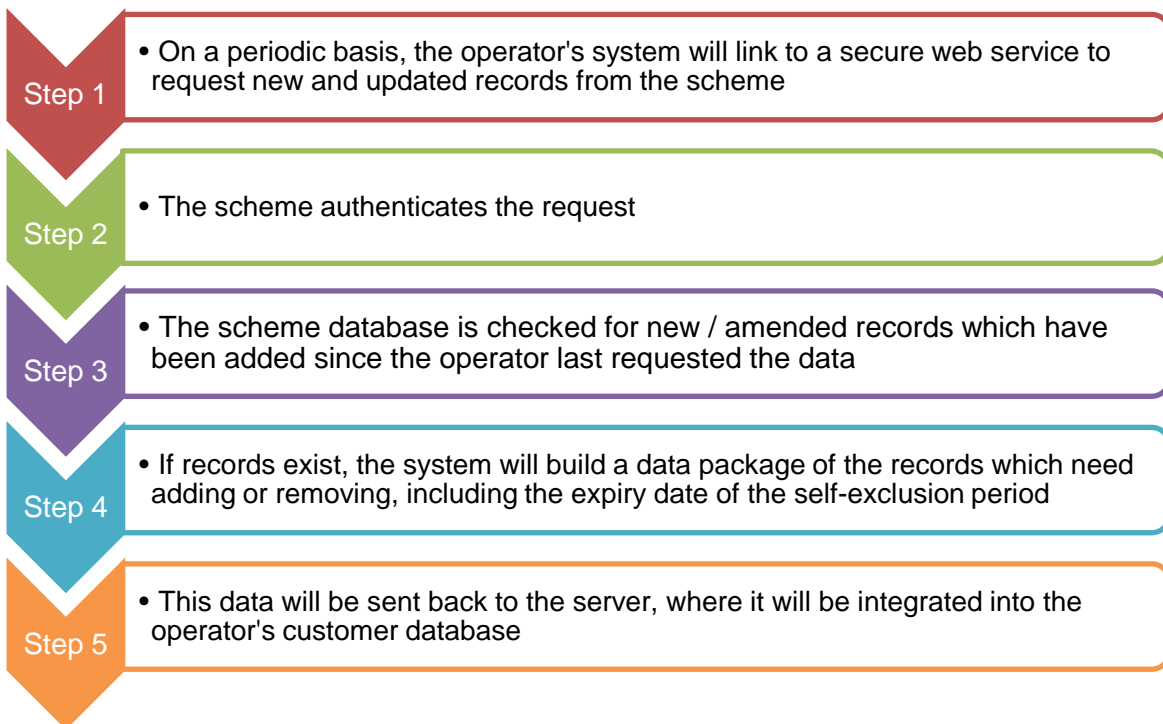 Step 1
• On a periodic basis, the operator's system will link to a secure web service to
request new and updated records from the scheme
Step 2
• The scheme authenticates the request
Step 3
• The scheme database is checked for new / amended records which have
been added since the operator last requested the data
Step 4
• If records exist, the system will build a data package of the records which need
adding or removing, including the expiry date of the self-exclusion period
Step 5
• This data will be sent back to the server, where it will be integrated into the
operator's customer database